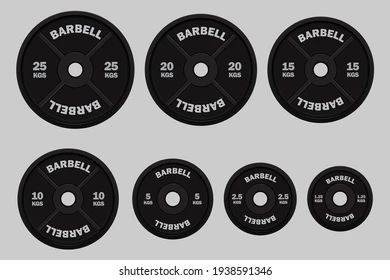 BARBELL
25 KGS 25 KGS
BARBELL
BARBELL
20 KGS 20 KGS
BARBELL
BARBELL
15 KGS 15 KGS
BARBELL
BARBELL
10 KGS 10 KGS
BARBELL
BARBELL
5 KGS 5 KGS
BARBELL
BARBELL
2.5 KGS 2.5 KGS
BARBELL
BARBELL
1.25 KGS 1.25 KGS
BARBELL
shutterstock.com · 1938591346